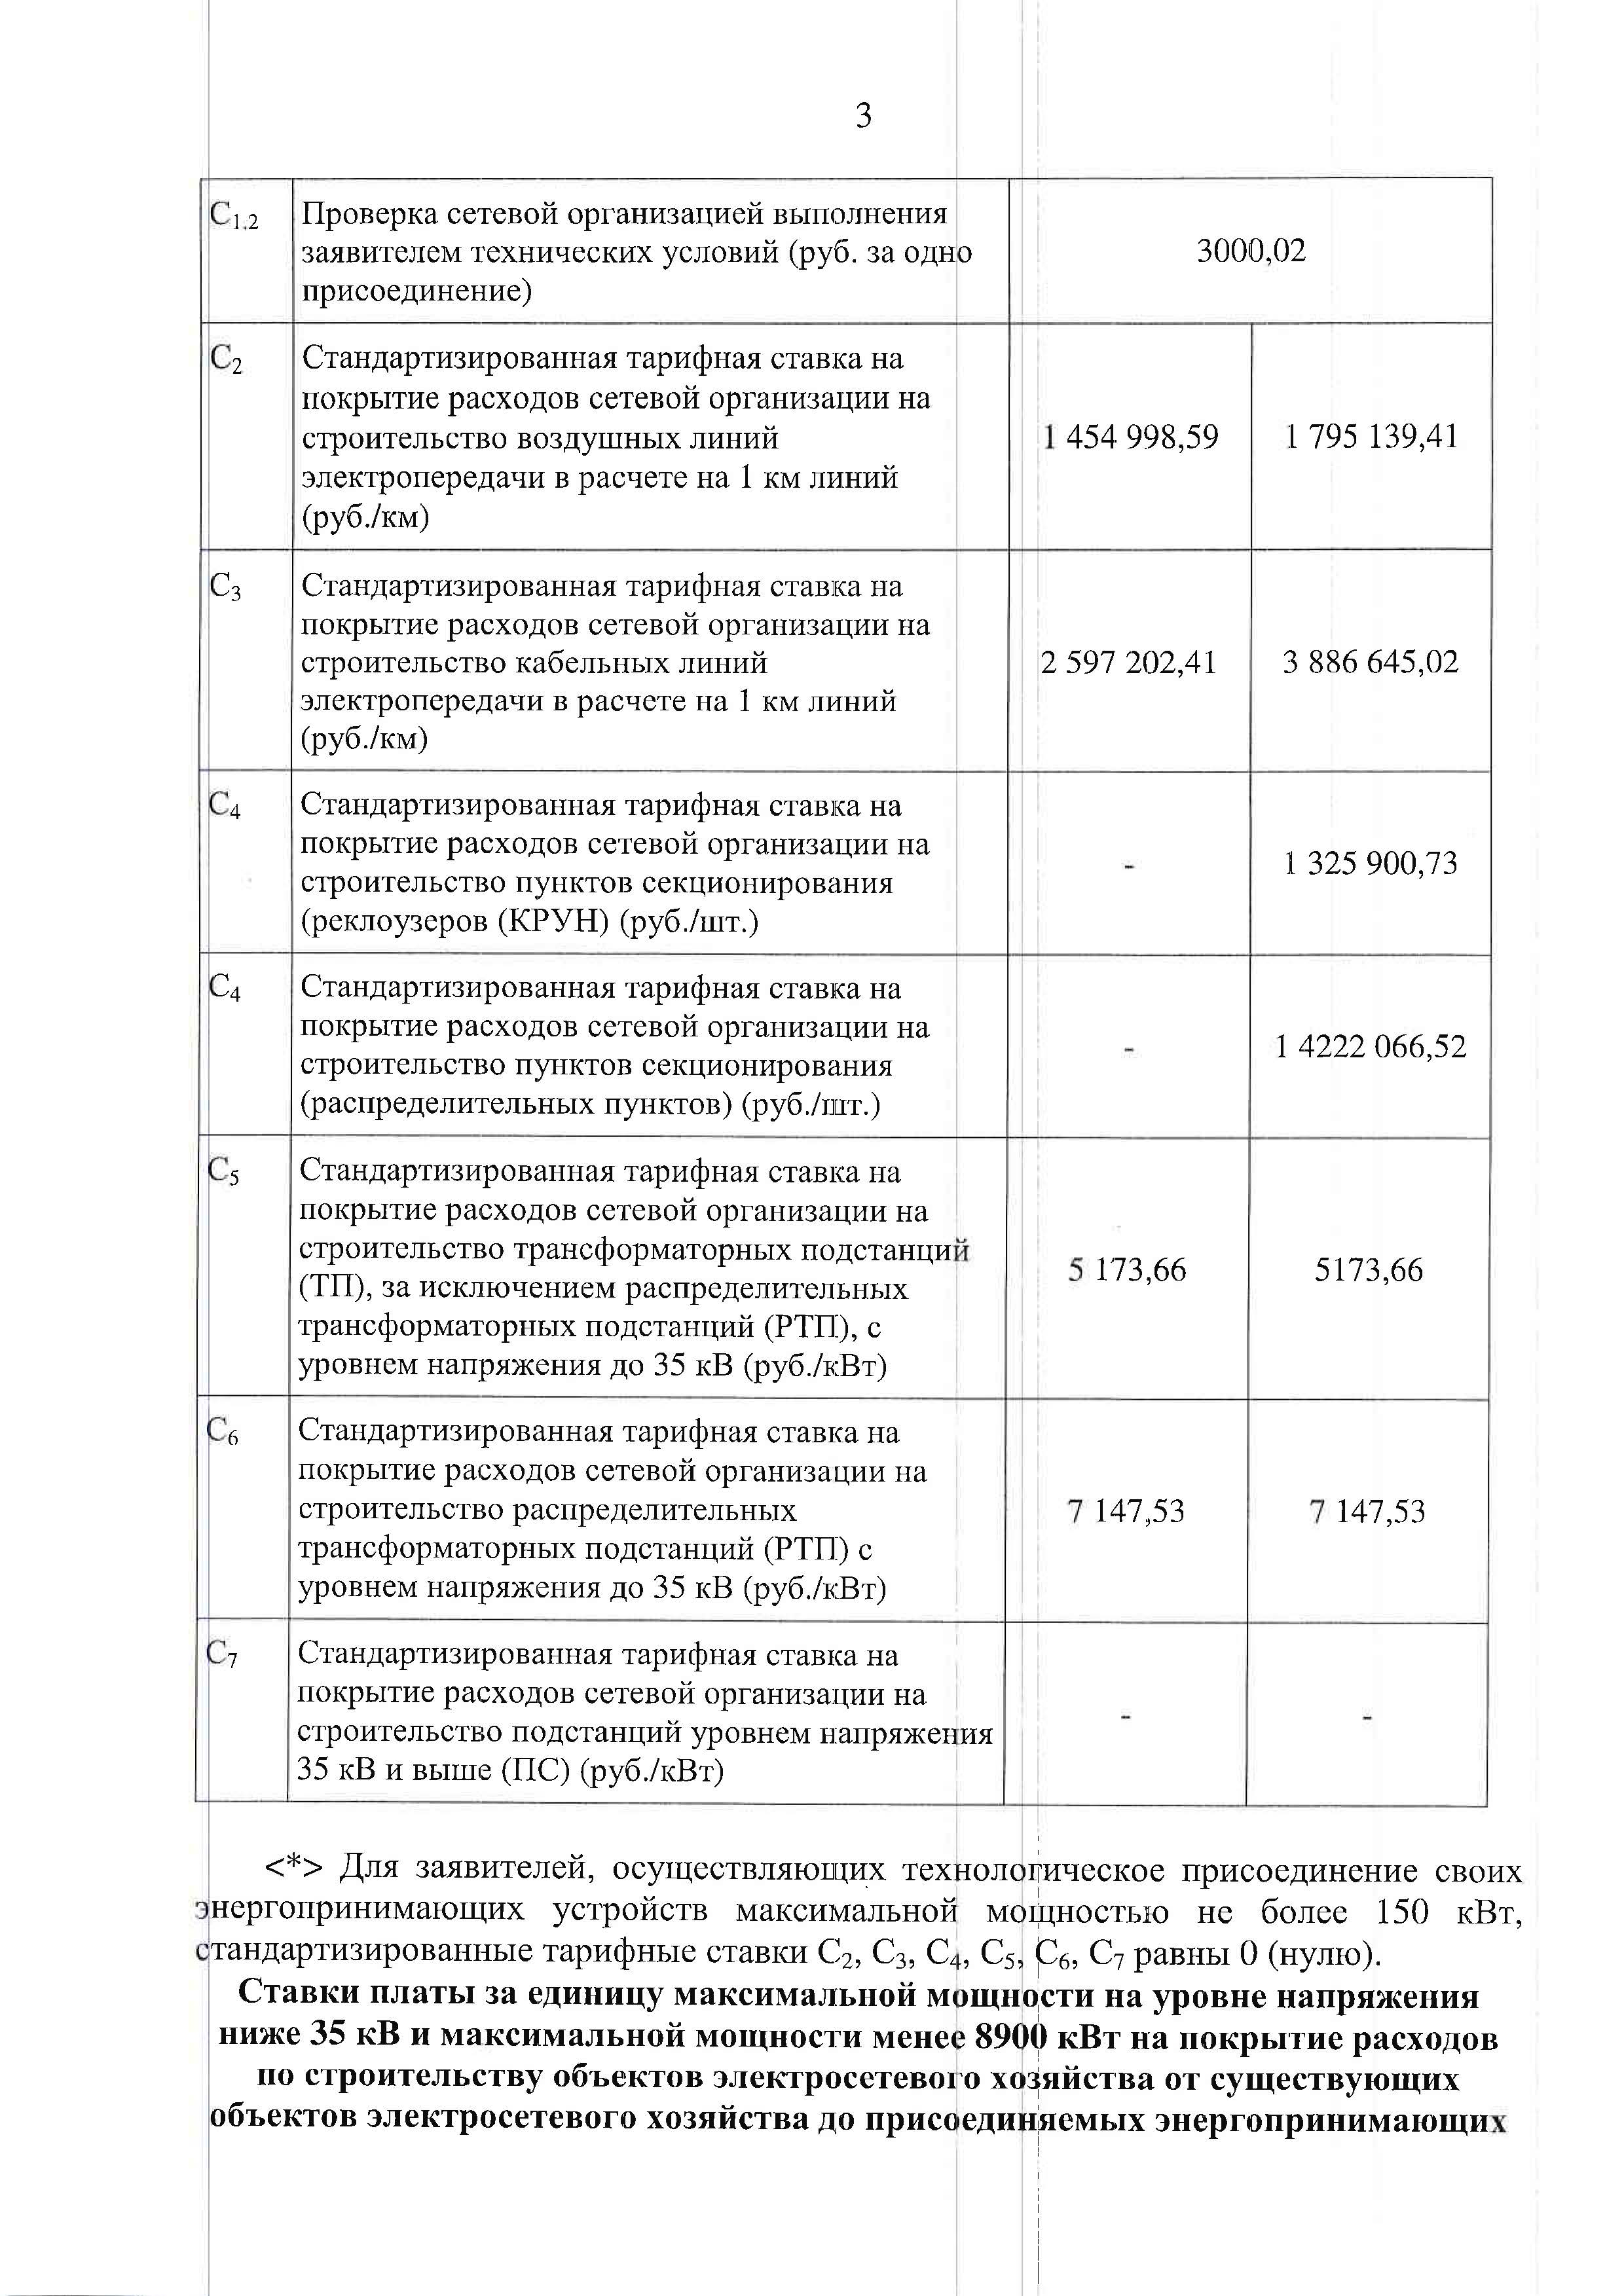 3
С1.2
Проверка сетевой организацией выполнения
заявителем технических условий (руб. за одно
присоединение)
3000,02
С2
Стандартизированная тарифная ставка на
покрытие расходов сетевой организации на
строительство воздушных линий
электропередачи в расчете на 1 км линий
(руб./км)
1 454 998,59
1 795 139,41
С3
Стандартизированная тарифная ставка на
покрытие расходов сетевой организации на
строительство кабельных линий
электропередачи в расчете на 1 км линий
(руб./км)
2 597 202,41
3 886 645,02
С4
Стандартизированная тарифная ставка на
покрытие расходов сетевой организации на
строительство пунктов секционирования
(реклоузеров (КРУН) (руб./шт.)
-
1 325 900,73
С4
Стандартизированная тарифная ставка на
покрытие расходов сетевой организации на
строительство пунктов секционирования
(распределительных пунктов) (руб./шт.)
-
1 4222 066,52
С5
Стандартизированная тарифная ставка на
покрытие расходов сетевой организации на
строительство трансформаторных подстанций
(ТП), за исключением распределительных
трансформаторных подстанций (РТП), с
уровнем напряжения до 35 кВ (руб./кВт)
5 173,66
5173,66
С6
Стандартизированная тарифная ставка на
покрытие расходов сетевой организации на
строительство распределительных
трансформаторных подстанций (РТП) с
уровнем напряжения до 35 кВ (руб./кВт)
7 147,53
7 147,53
С7
Стандартизированная тарифная ставка на
покрытие расходов сетевой организации на
строительство подстанций уровнем напряжения
35 кВ и выше (ПС) (руб./кВт)
-
-
<*> Для заявителей, осуществляющих технологическое присоединение своих
энергопринимающих устройств максимальной мощностью не более 150 кВт,
стандартизированные тарифные ставки С2, С3, С4, С5, С6, С7 равны 0 (нулю).
Ставки платы за единицу максимальной мощности на уровне напряжения
ниже 35 кВ и максимальной мощности менее 8900 кВт на покрытие расходов
по строительству объектов электросетевого хозяйства от существующих
объектов электросетевого хозяйства до присоединяемых энергопринимающих